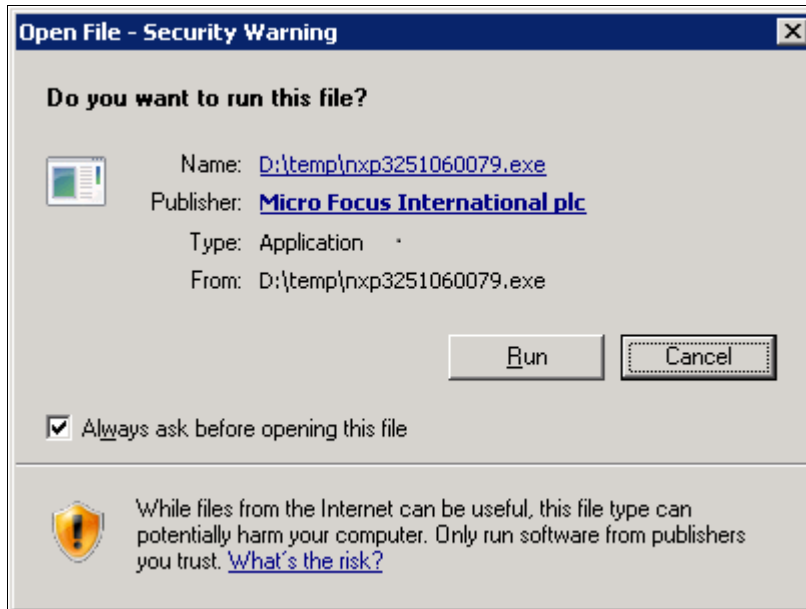 Open File - Security Warning
Do you want to run this file?
Name: D:\temp\nxp3251060079.exe
Publisher: Micro Focus International plc
Type: Application
From: D:\temp\nxp3251060079.exe
Run Cancel
Always ask before opening this file
While files from the Internet can be useful, this file type can
potentially harm your computer. Only run software from publishers
you trust. What's the risk?